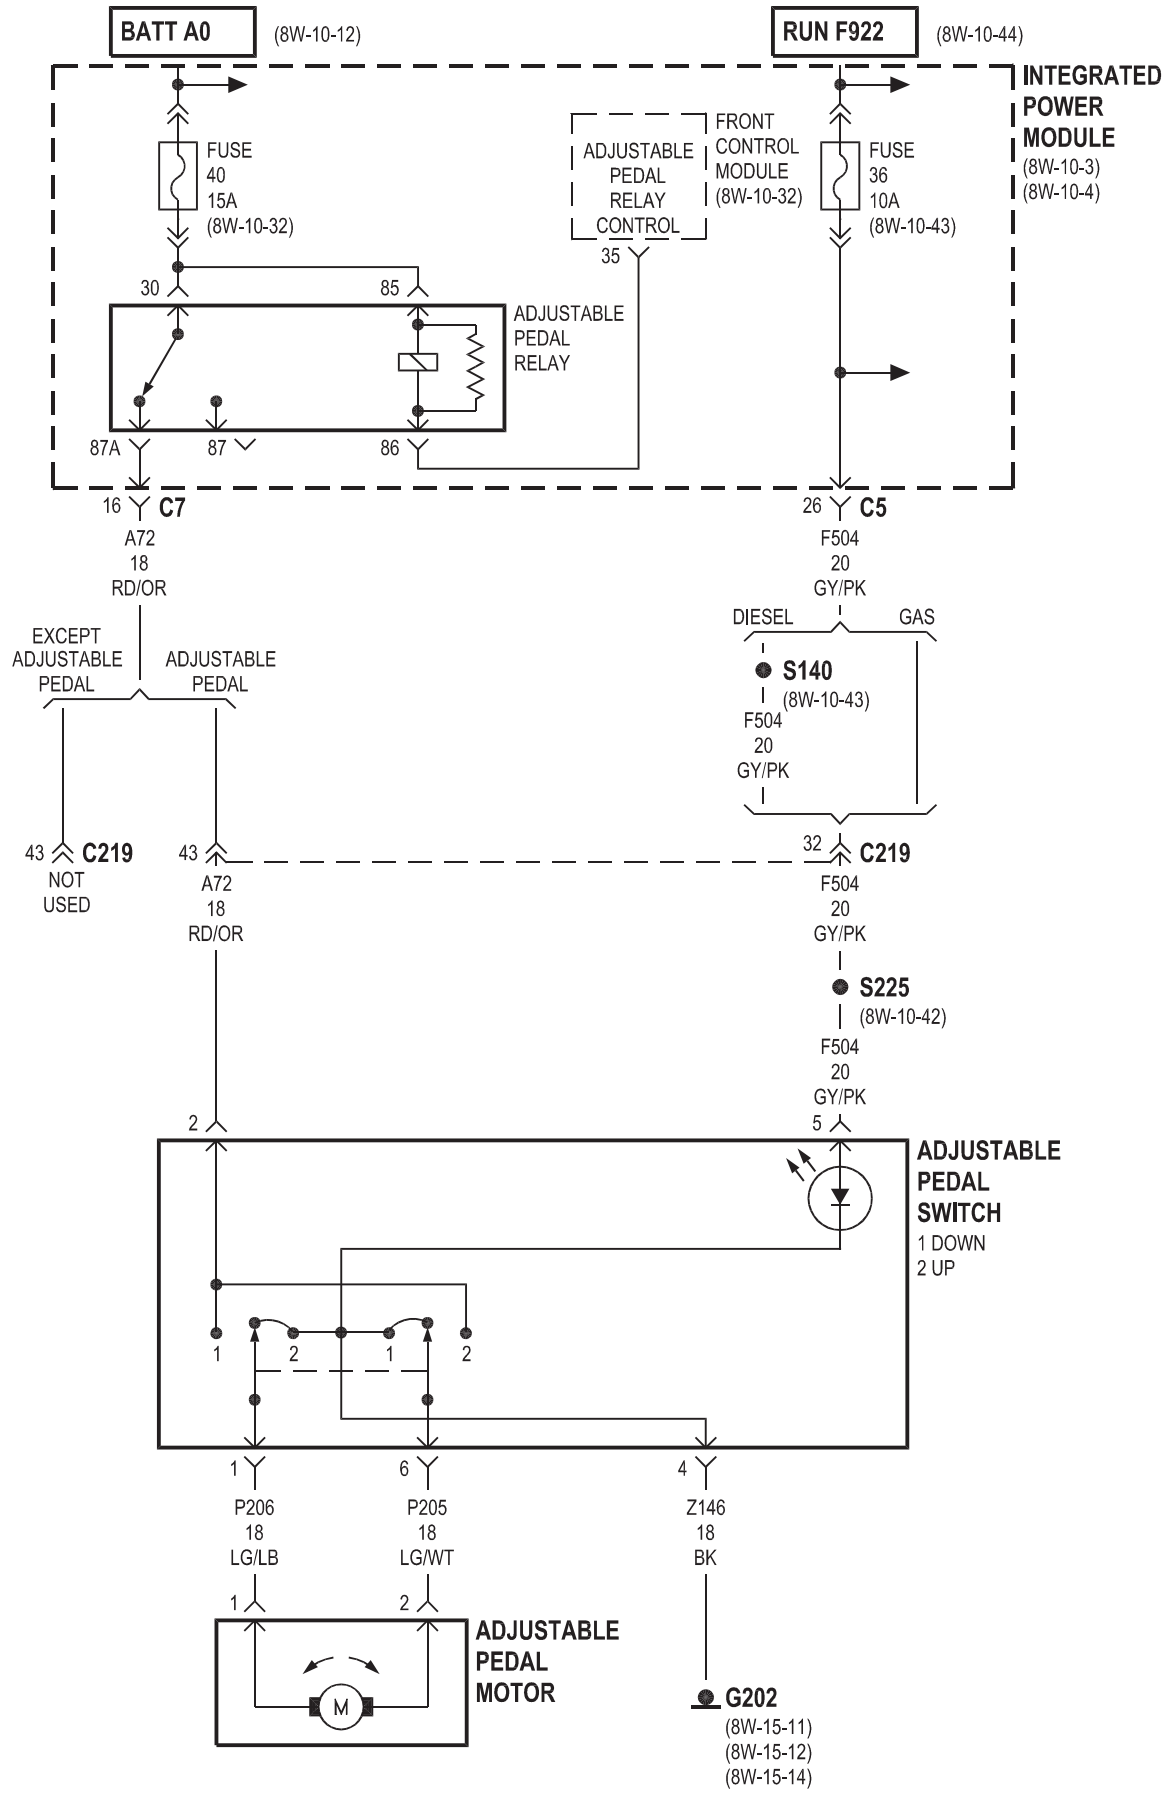 BATT A0
(8W-10-12)
RUN F922
(8W-10-44)
INTEGRATED
POWER
MODULE
(8W-10-3)
(8W-10-4)
FUSE
40
15A
(8W-10-32)
ADJUSTABLE
PEDAL
RELAY
CONTROL
FRONT
CONTROL
MODULE
(8W-10-32)
FUSE
36
10A
(8W-10-43)
35
30
85
ADJUSTABLE
PEDAL
RELAY
87A
87
86
16
C7
26
C5
A72
18
RD/OR
F504
20
GY/PK
EXCEPT
ADJUSTABLE
PEDAL
ADJUSTABLE
PEDAL
DIESEL
GAS
S140
(8W-10-43)
F504
20
GY/PK
43
C219
NOT
USED
43
32
C219
A72
18
RD/OR
F504
20
GY/PK
S225
(8W-10-42)
F504
20
GY/PK
2
5
ADJUSTABLE
PEDAL
SWITCH
1 DOWN
2 UP
1
2
1
2
1
6
4
P206
18
LG/LB
P205
18
LG/WT
Z146
18
BK
1
2
ADJUSTABLE
PEDAL
MOTOR
M
G202
(8W-15-11)
(8W-15-12)
(8W-15-14)